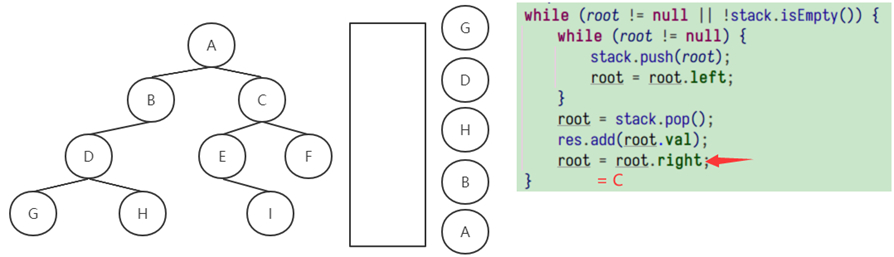 A
B
C
D
E
F
G
H
I
G
D
H
B
A
while (root != null || !stack.isEmpty()) {
while (root != null) {
stack.push(root);
root = root.left;
}
root = stack.pop();
res.add(root.val);
root = root.right;
}
= C